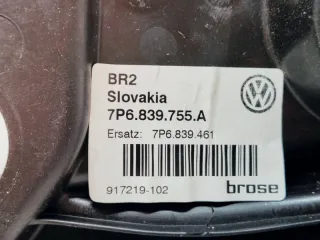 BR2
Slovakia
7P6.839.755.A
Ersatz: 7P6.839.461
917219-102
brose